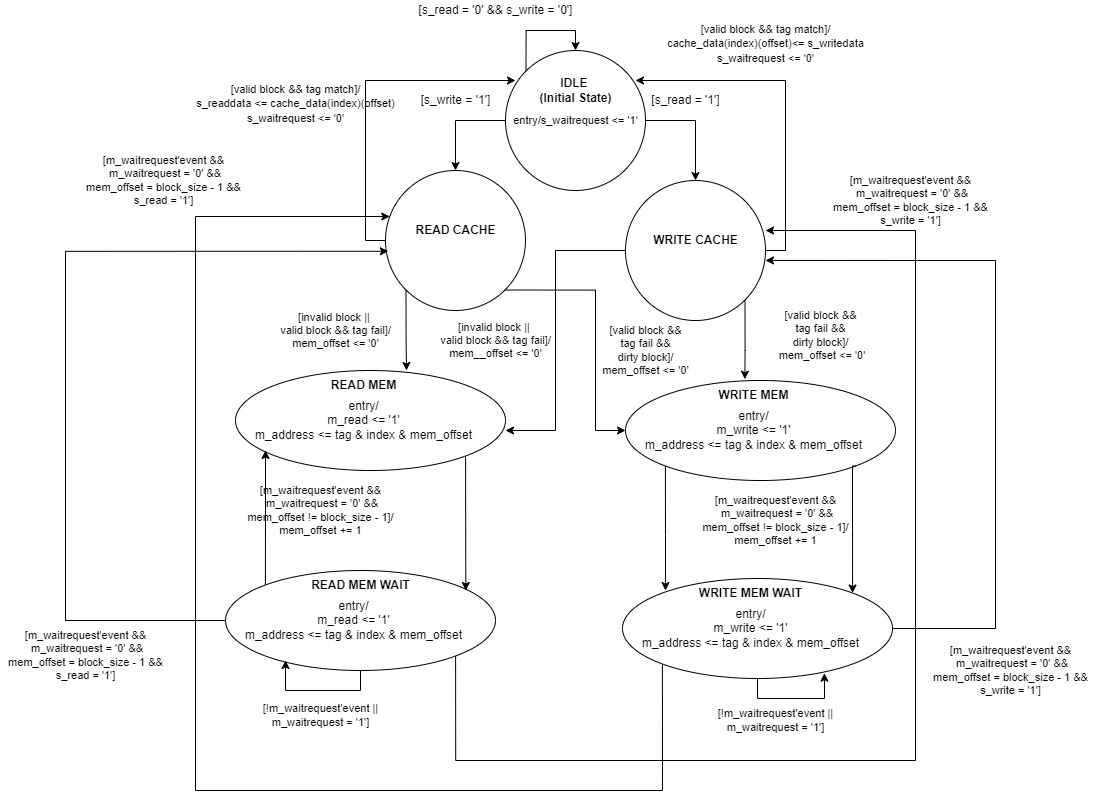 [s_read = '0' && s_write = '0']
[valid block && tag match]/
cache_data(index)(offset)<= s_writedata
s_waitrequest <= '0'
IDLE
(Initial State)
entry/s_waitrequest <= '1'
[valid block && tag match]/
s_readdata <= cache_data(index)(offset)
s_waitrequest <= '0'
[s_write = '1']
[s_read = '1']
[m_waitrequest'event &&
m_waitrequest = '0' &&
mem_offset = block_size - 1 &&
s_read = '1']
[m_waitrequest'event &&
m_waitrequest = '0' &&
mem_offset = block_size - 1 &&
s_write = '1']
READ CACHE
WRITE CACHE
[invalid block ||
valid block && tag fail]/
mem_offset <= '0'
[invalid block ||
valid block && tag fail]/
mem__offset <= '0'
[valid block &&
tag fail &&
dirty block]/
mem_offset <= '0'
[valid block &&
tag fail &&
dirty block]/
mem_offset <= '0'
READ MEM
entry/
m_read <= '1'
m_address <= tag & index & mem_offset
WRITE MEM
entry/
m_write <= '1'
m_address <= tag & index & mem_offset
[m_waitrequest'event &&
m_waitrequest = '0' &&
mem_offset != block_size - 1]/
mem_offset += 1
[m_waitrequest'event &&
m_waitrequest = '0' &&
mem_offset != block_size - 1]/
mem_offset += 1
READ MEM WAIT
entry/
m_read <= '1'
m_address <= tag & index & mem_offset
WRITE MEM WAIT
entry/
m_write <= '1'
m_address <= tag & index & mem_offset
[m_waitrequest'event &&
m_waitrequest = '0' &&
mem_offset = block_size - 1 &&
s_read = '1']
[m_waitrequest'event &&
m_waitrequest = '0' &&
mem_offset = block_size - 1 &&
s_write = '1']
[!m_waitrequest'event ||
m_waitrequest = '1']
[!m_waitrequest'event ||
m_waitrequest = '1']